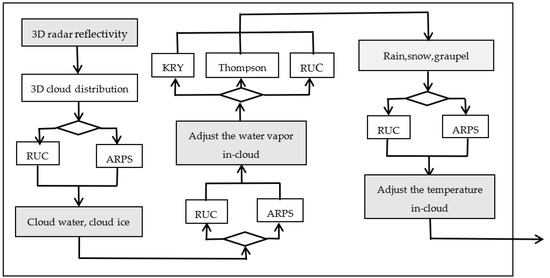 3D radar reflectivity
3D cloud distribution
RUC
ARPS
Cloud water, cloud ice
KRY
Thompson
RUC
Adjust the water vapor
in-cloud
RUC
ARPS
Rain,snow,graupel
RUC
ARPS
Adjust the temperature
in-cloud